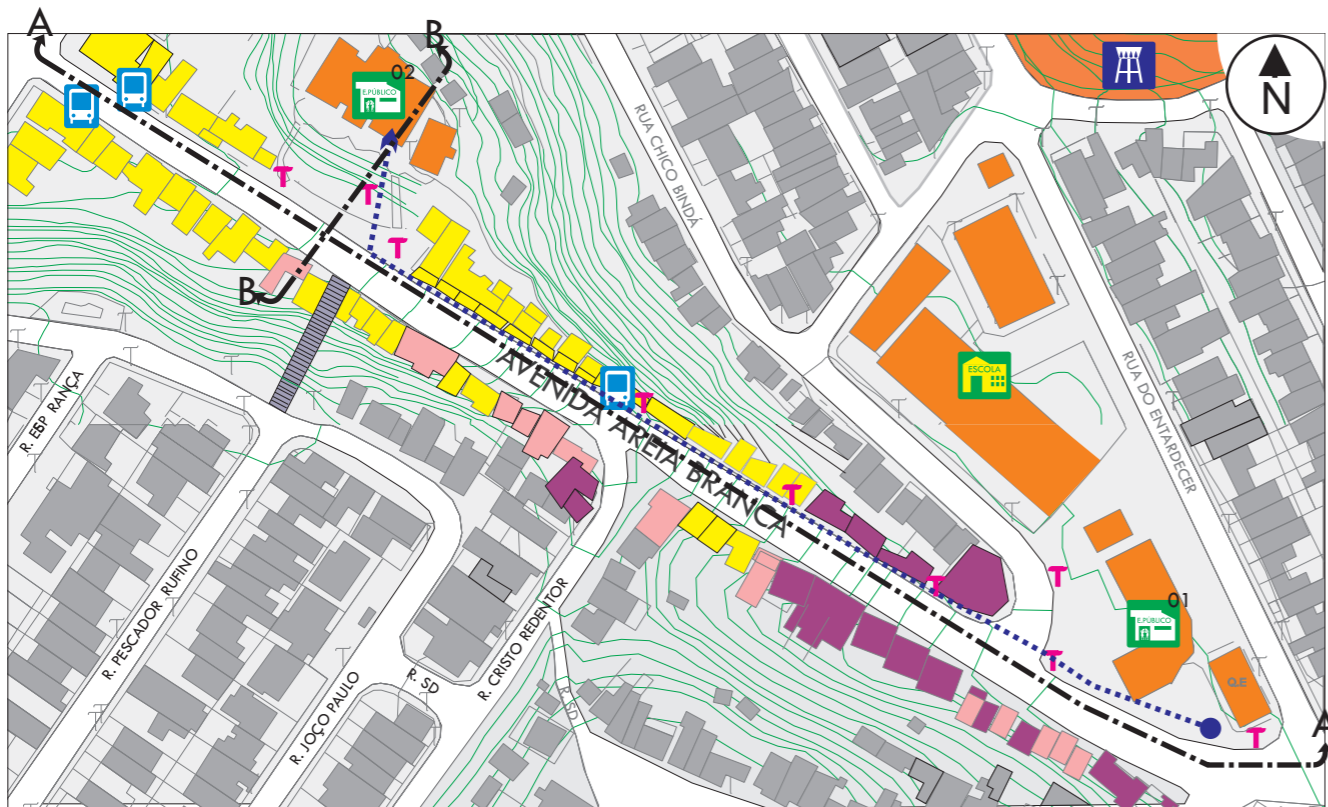 A
B
02
E.PÚBLICO
N
RUA CHICO BINDÁ
B
ESCOLA
RUA DO ENTARDECER
AVENIDA AREIA BRANCA
R. ESP RANÇA
R. PESCADOR RUFINO
R. JOÇO PAULO
R. SD
R. CRISTO REDENTOR
R. SD
01
E.PÚBLICO
Q.E
A